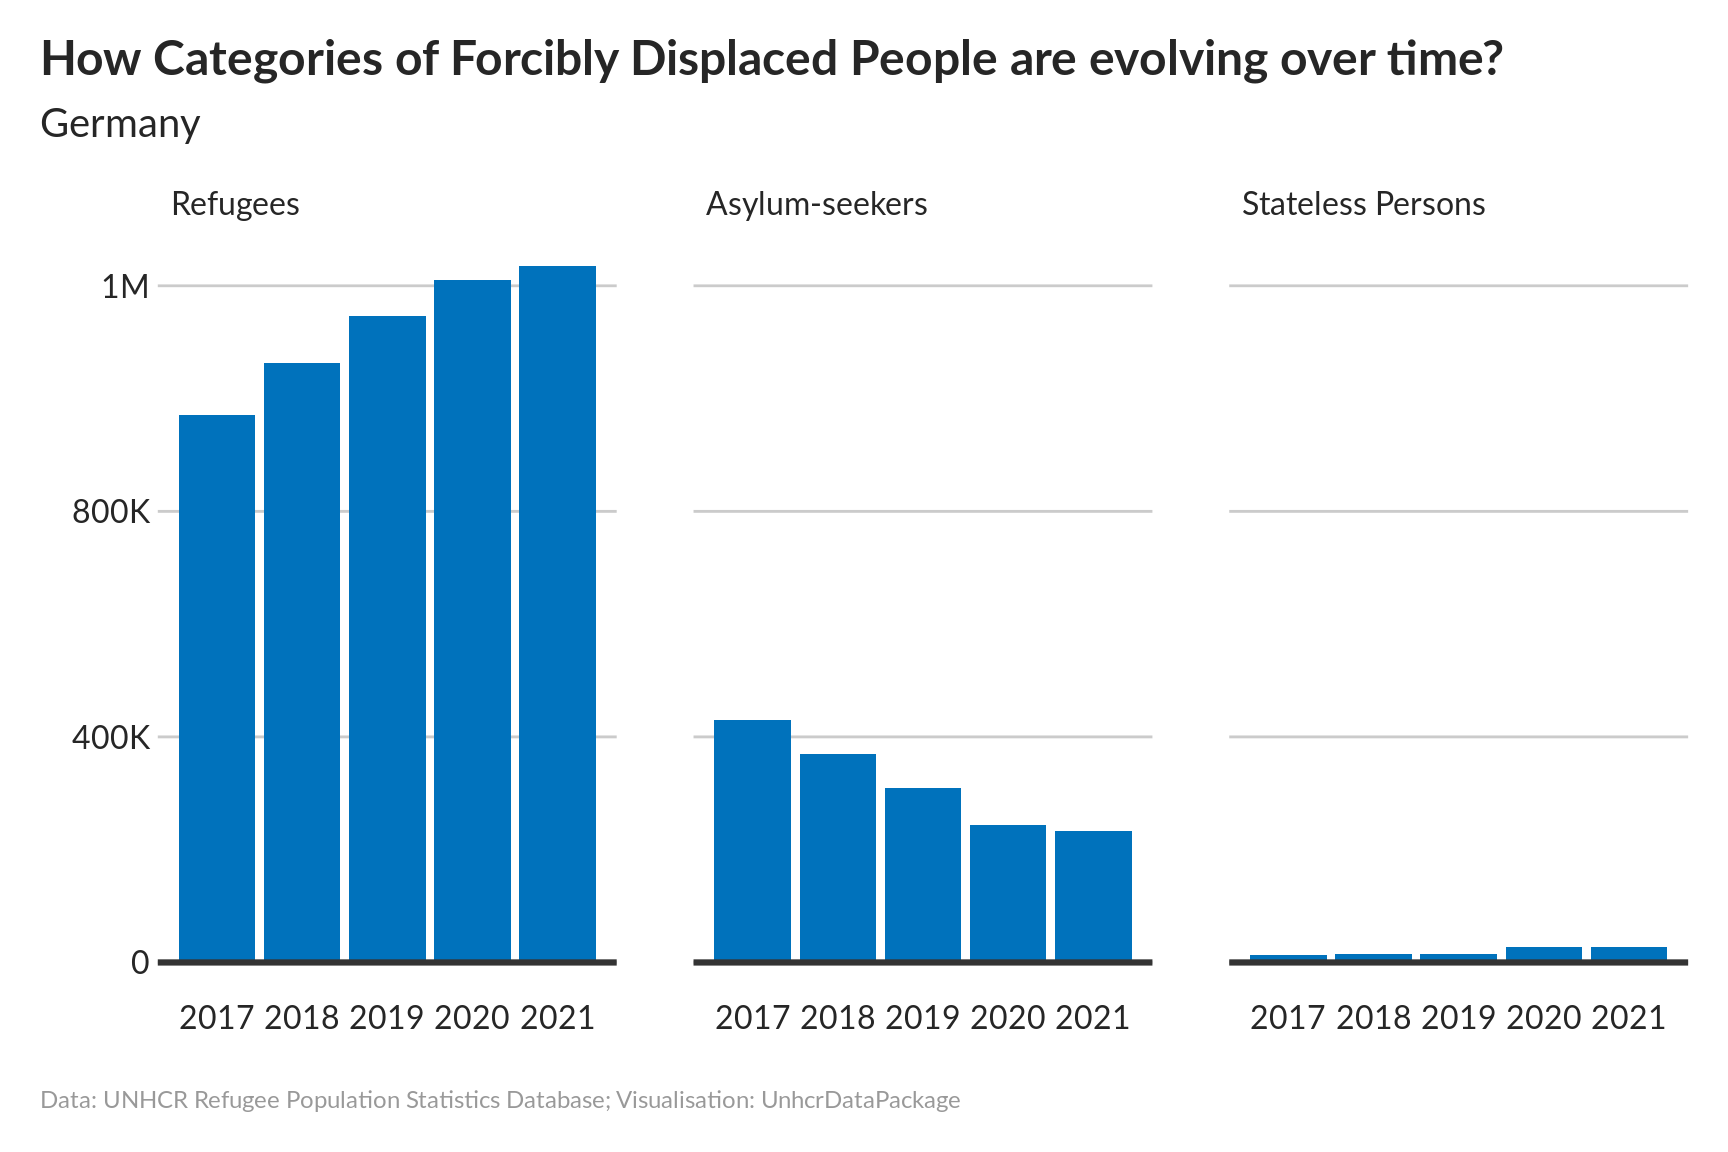 How Categories of Forcibly Displaced People are evolving over time?
Germany
Refugees
Asylum-seekers
Stateless Persons
1M
800K
400K
0
2017 2018 2019 2020 2021
2017 2018 2019 2020 2021
2017 2018 2019 2020 2021
Data: UNHCR Refugee Population Statistics Database; Visualisation: UnhcrDataPackage